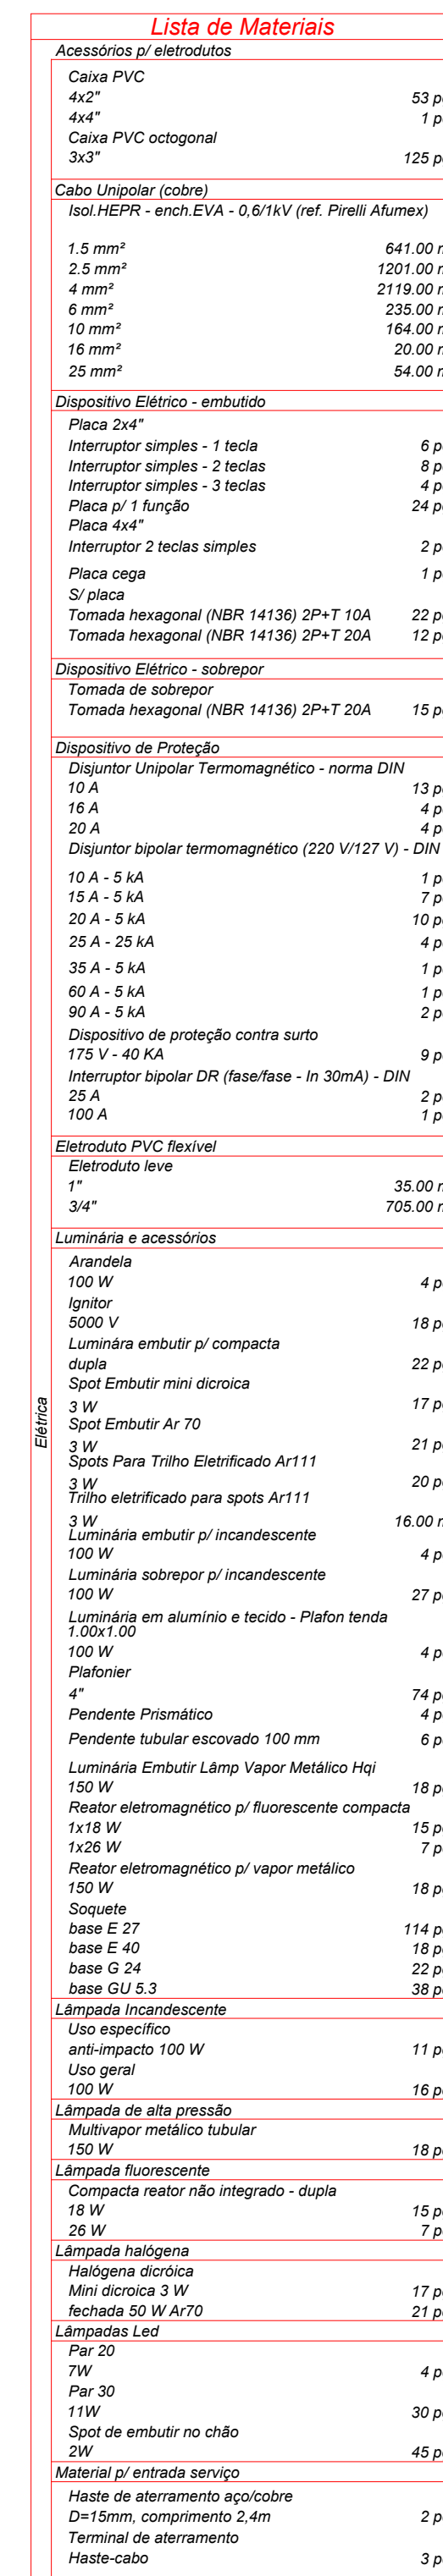 Lista de Materiais
Acessórios p/ eletrodutos
Caixa PVC
4x2" 53
4x4" 1
Caixa PVC octogonal
3x3" 125
Cabo Unipolar (cobre)
Isol.HEPR - ench.EVA - 0,6/1kV (ref. Pirelli Afumex)
1.5 mm² 641.00
2.5 mm² 1201.00
4 mm² 2119.00
6 mm² 235.00
10 mm² 164.00
16 mm² 20.00
25 mm² 54.00
Dispositivo Elétrico - embutido
Placa 2x4"
Interruptor simples - 1 tecla 6
Interruptor simples - 2 teclas 8
Interruptor simples - 3 teclas 4
Placa p/ 1 função 24
Placa 4x4"
Interruptor 2 teclas simples 2
Placa cega 1
S/ placa
Tomada hexagonal (NBR 14136) 2P+T 10A 22
Tomada hexagonal (NBR 14136) 2P+T 20A 12
Dispositivo Elétrico - sobrepor
Tomada de sobrepor
Tomada hexagonal (NBR 14136) 2P+T 20A 15
Dispositivo de Proteção
Disjuntor Unipolar Termomagnético - norma DIN
10 A 13
16 A 4
20 A 4
Disjuntor bipolar termomagnético (220 V/127 V) - DIN
10 A - 5 kA 1
15 A - 5 kA 7
20 A - 5 kA 10
25 A - 25 kA 4
35 A - 5 kA 1
60 A - 5 kA 1
90 A - 5 kA 2
Dispositivo de proteção contra surto
175 V - 40 KA 9
Interruptor bipolar DR (fase/fase - In 30mA) - DIN
25 A 2
100 A 1
Eletroduto PVC flexível
Eletroduto leve
1" 35.00
3/4" 705.00
Luminária e acessórios
Arandela
100 W 4
Ignitor
5000 V 18
Luminára embutir p/ compacta
dupla 22
Spot Embutir mini dicroica
3 W 17
Spot Embutir Ar 70
3 W 21
Spots Para Trilho Eletrificado Ar111
3 W 20
Trilho eletrificado para spots Ar111
3 W 16.00
Luminária embutir p/ incandescente
100 W 4
Luminária sobrepor p/ incandescente
100 W 27
Luminária em alumínio e tecido - Plafon tenda
1.00x1.00
100 W 4
Plafonier
4" 74
Pendente Prismático 4
Pendente tubular escovado 100 mm 6
Luminária Embutir Lâmp Vapor Metálico Hqi
150 W 18
Reator eletromagnético p/ fluorescente compacta
1x18 W 15
1x26 W 7
Reator eletromagnético p/ vapor metálico
150 W 18
Soquete
base E 27 114
base E 40 18
base G 24 22
base GU 5.3 38
Lâmpada Incandescente
Uso específico
anti-impacto 100 W 11
Uso geral
100 W 16
Lâmpada de alta pressão
Multivapor metálico tubular
150 W 18
Lâmpada fluorescente
Compacta reator não integrado - dupla
18 W 15
26 W 7
Lâmpada halógena
Halógena dicróica
Mini dicroica 3 W 17
fechada 50 W Ar70 21
Lâmpadas Led
Par 20
7W 4
Par 30
11W 30
Spot de embutir no chão
2W 45
Material p/ entrada serviço
Haste de aterramento aço/cobre
D=15mm, comprimento 2,4m 2
Terminal de aterramento
Haste-cabo 3
Elétrica